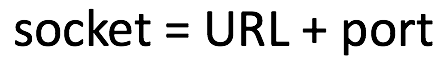 socket = URL + port